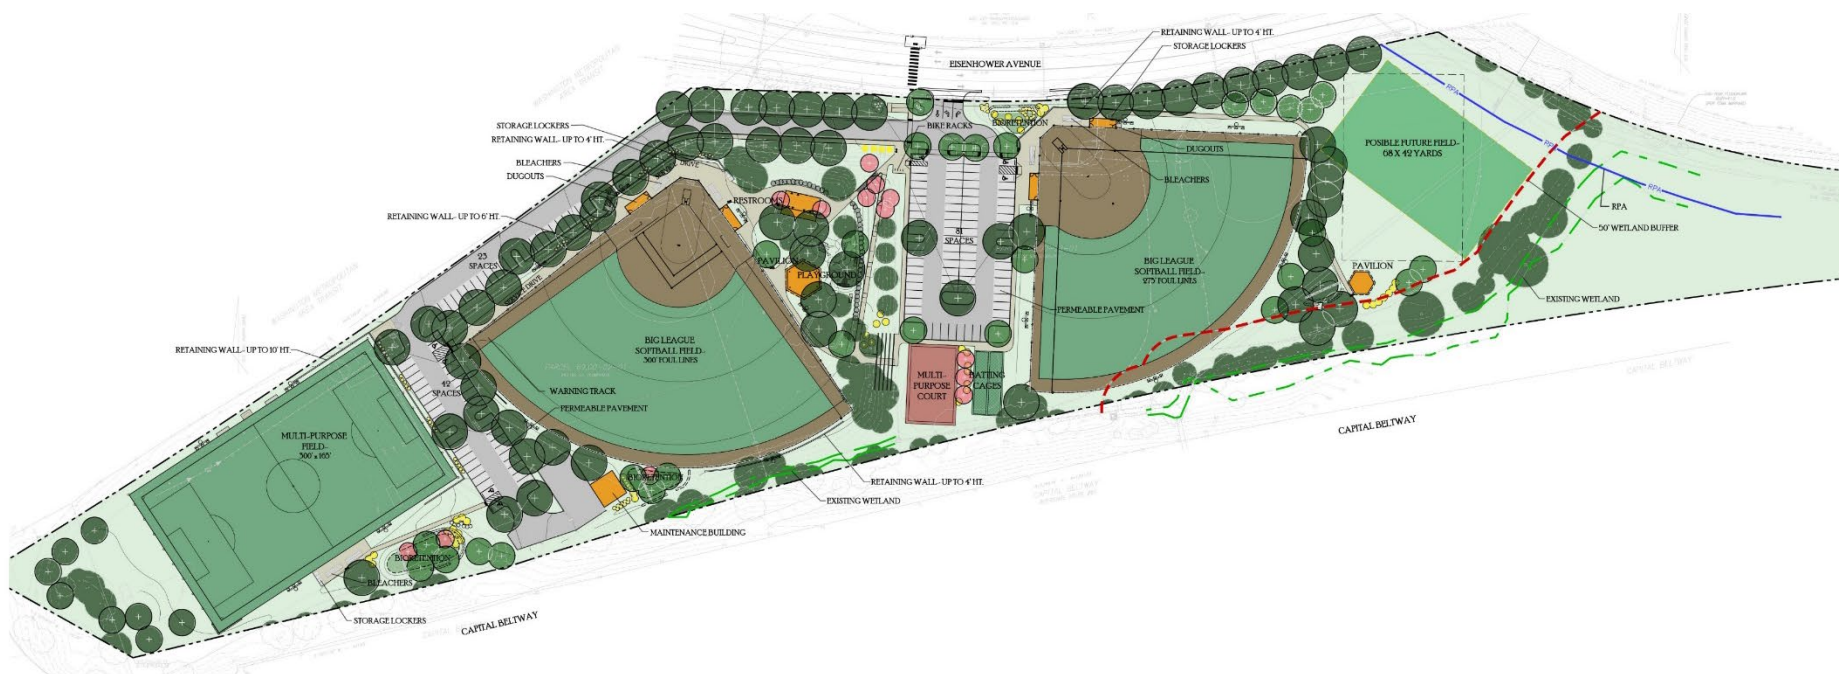 RETAINING WALL- UP TO 4' HT.
STORAGE LOCKERS
EISENHOWER AVENUE
STORAGE LOCKERS
RETAINING WALL- UP TO 4' HT.
BLEACHERS
DUGOUTS
RETAINING WALL- UP TO 6' HT.
23
SPACES
RETAINING WALL- UP TO 10' HT.
42
SPACES
MULTI-PURPOSE
FIELD-
300' x 165'
WARNING TRACK
PERMEABLE PAVEMENT
BIG LEAGUE
SOFTBALL FIELD-
300' FOUL LINES
DRIVE
DRIVE
RESTROOMS
PAVILION
PLAYGROUND
BIKE RACKS
BIORETENTION
81
SPACES
PERMEABLE PAVEMENT
MULTI-
PURPOSE
COURT
BATTING
CAGES
DUGOUTS
BLEACHERS
BIG LEAGUE
SOFTBALL FIELD-
275' FOUL LINES
POSIBLE FUTURE FIELD-
68 X 42 YARDS
RPA
RPA
RPA
RPA
50' WETLAND BUFFER
PAVILION
EXISTING WETLAND
CAPITAL BELTWAY
CAPITAL BELTWAY
BIORETENTION
RETAINING WALL- UP TO 4' HT.
EXISTING WETLAND
MAINTENANCE BUILDING
BIORETENTION
BLEACHERS
STORAGE LOCKERS
CAPITAL BELTWAY